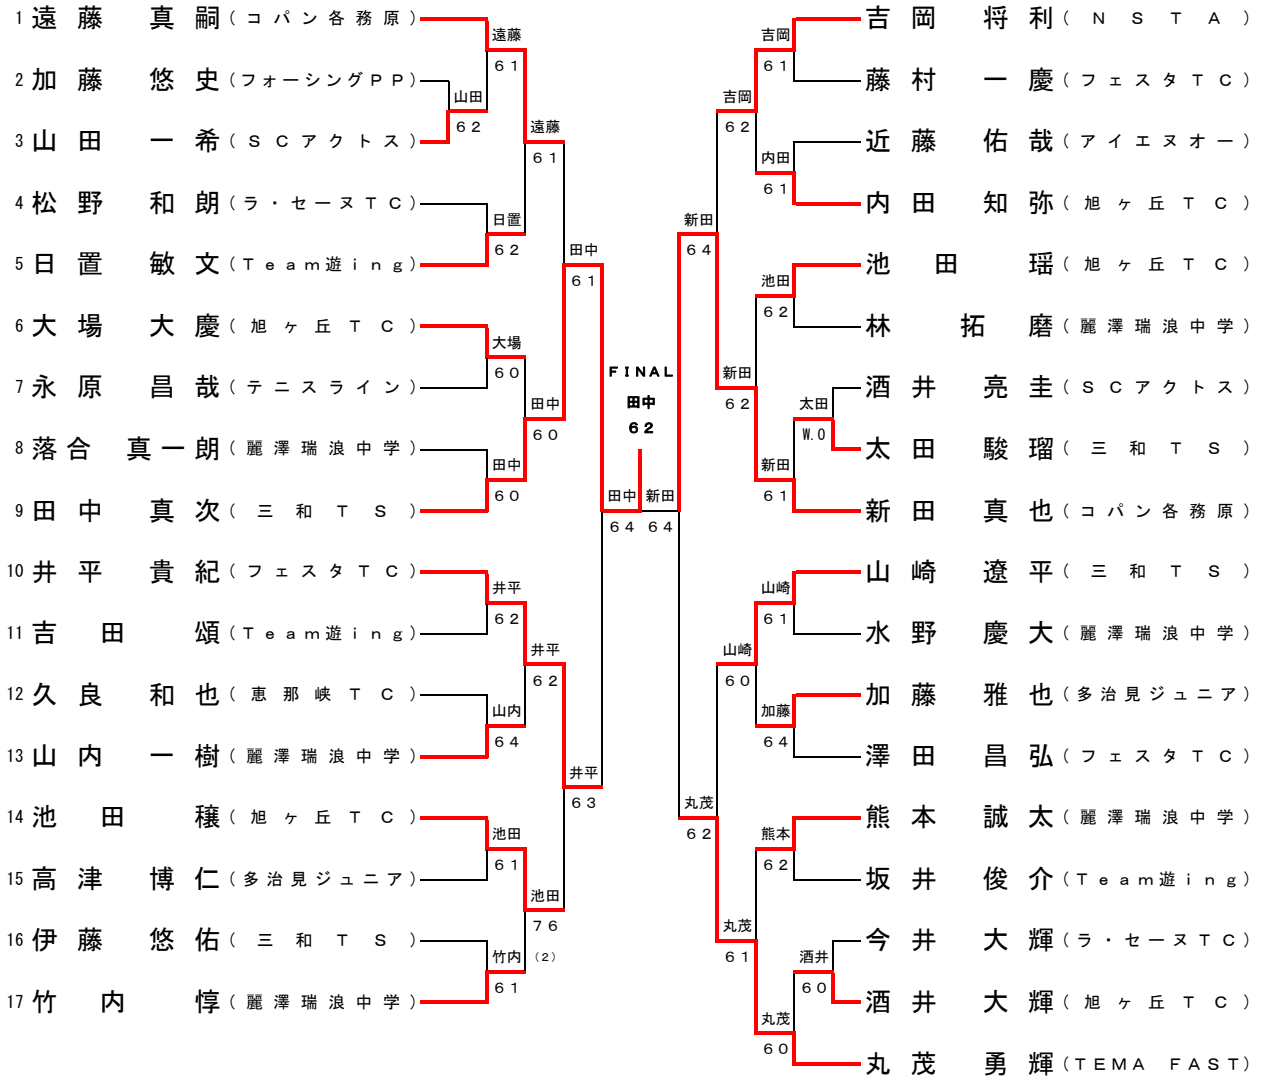 1 遠藤 真嗣 (コパン各務原)
2 加藤 悠史 (フォーシングPP)
3 山田 一希 (SCアクトス)
4 松野 和朗 (ラ・セーヌTC)
5 日置 敏文 (Team遊ing)
6 大場 大慶 (旭ヶ丘TC)
7 永原 昌哉 (テニスライン)
8 落合 真一朗 (麗澤瑞浪中学)
9 田中 真次 (三和TS)
10 井平 貴紀 (フェスタTC)
11 吉田 頌 (Team遊ing)
12 久良 和也 (恵那峡TC)
13 山内 一樹 (麗澤瑞浪中学)
14 池田 穣 (旭ヶ丘TC)
15 高津 博仁 (多治見ジュニア)
16 伊藤 悠佑 (三和TS)
17 竹内 惇 (麗澤瑞浪中学)
山田
62
遠藤
61
日置
62
大場
60
田中
60
井平
62
山内
64
池田
61
竹内
61
遠藤
61
田中
60
井平
62
池田
76
(2)
田中
61
井平
63
田中
64
FINAL
田中
62
新田
64
新田
64
丸茂
62
吉岡
62
新田
62
山崎
60
丸茂
61
吉岡
61
内田
61
池田
62
新田
61
山崎
61
加藤
64
熊本
62
丸茂
60
太田
W.0
酒井
60
吉岡 将利 (NSTA)
藤村 一慶 (フェスタTC)
近藤 佑哉 (アイエヌオー)
内田 知弥 (旭ヶ丘TC)
池田 瑶 (旭ヶ丘TC)
林 拓磨 (麗澤瑞浪中学)
酒井 亮圭 (SCアクトス)
太田 駿瑠 (三和TS)
新田 真也 (コパン各務原)
山崎 遼平 (三和TS)
水野 慶大 (麗澤瑞浪中学)
加藤 雅也 (多治見ジュニア)
澤田 昌弘 (フェスタTC)
熊本 誠太 (麗澤瑞浪中学)
坂井 俊介 (Team遊ing)
今井 大輝 (ラ・セーヌTC)
酒井 大輝 (旭ヶ丘TC)
丸茂 勇輝 (TEMA FAST)